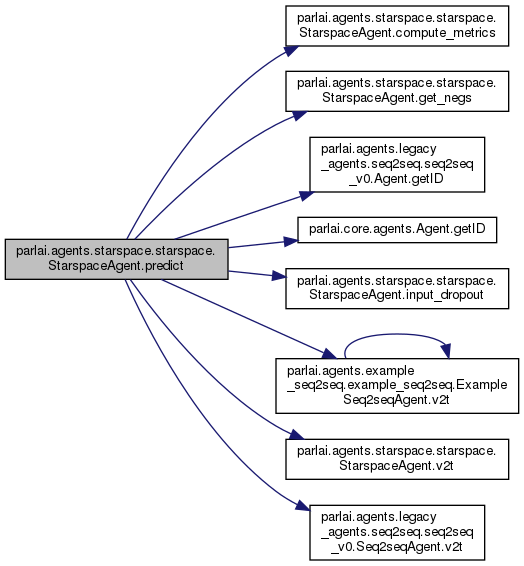 parlai.agents.starspace.starspace.
StarspaceAgent.compute_metrics
parlai.agents.starspace.starspace.
StarspaceAgent.get_negs
parlai.agents.legacy
_agents.seq2seq.seq2seq
_v0.Agent.getID
parlai.core.agents.Agent.getID
parlai.agents.starspace.starspace.
StarspaceAgent.predict
parlai.agents.starspace.starspace.
StarspaceAgent.input_dropout
parlai.agents.example
_seq2seq.example_seq2seq.Example
Seq2seqAgent.v2t
parlai.agents.starspace.starspace.
StarspaceAgent.v2t
parlai.agents.legacy
_agents.seq2seq.seq2seq
_v0.Seq2seqAgent.v2t